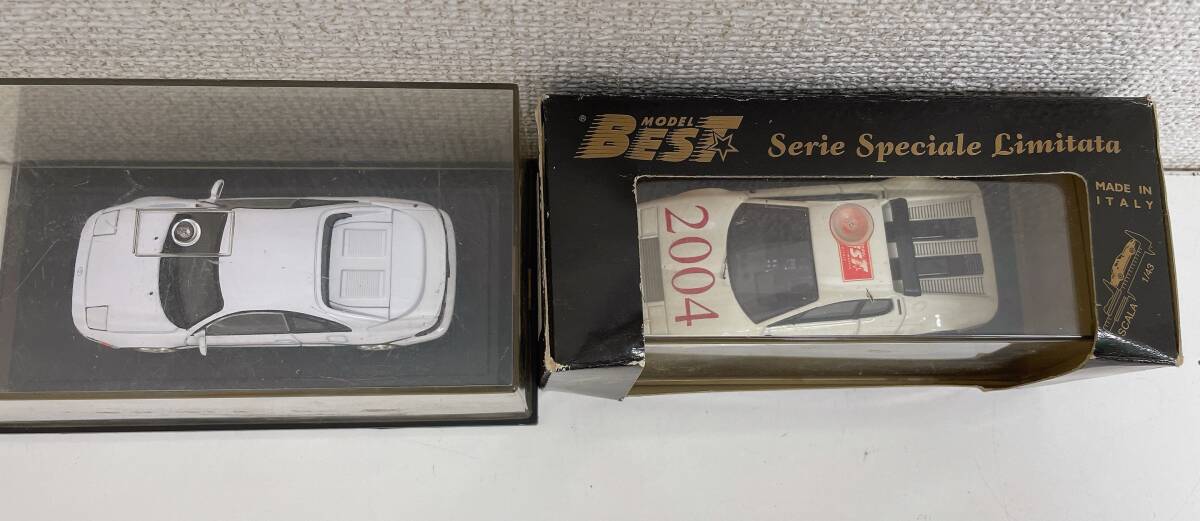 ®
MODEL
BEST
Serie Speciale Limitata
MADE IN
ITALY
SCALA 1/43
2004